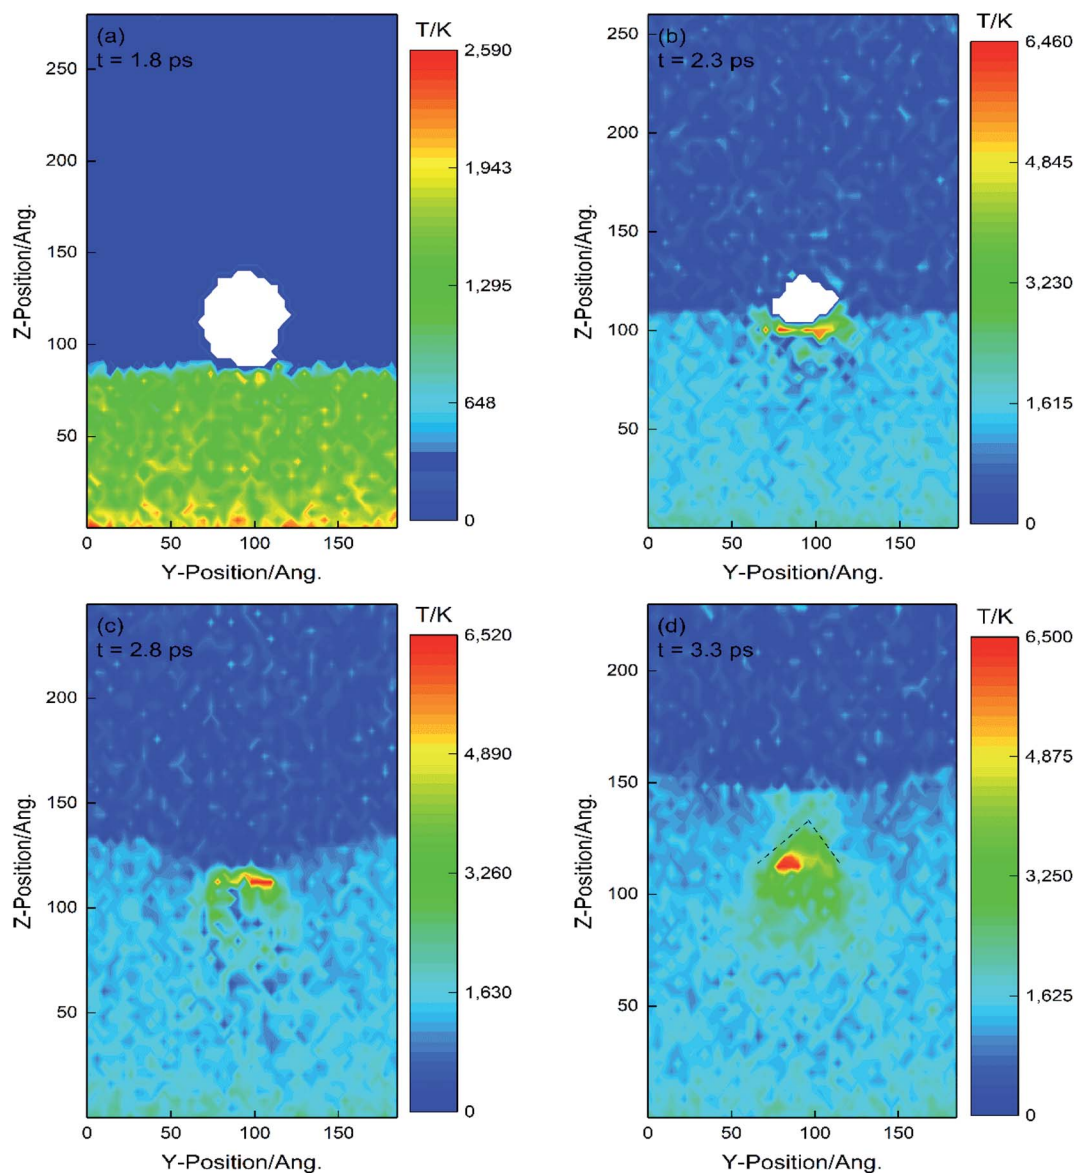 (a)
t = 1.8 ps
T/K
2,590
1,943
1,295
648
0
250
200
150
100
50
0 50 100 150
Z-Position/Ang.
Y-Position/Ang.
(b)
t = 2.3 ps
T/K
6,460
4,845
3,230
1,615
0
250
200
150
100
50
0 50 100 150
Z-Position/Ang.
Y-Position/Ang.
(c)
t = 2.8 ps
T/K
6,520
4,890
3,260
1,630
0
200
150
100
50
0 50 100 150
Z-Position/Ang.
Y-Position/Ang.
(d)
t = 3.3 ps
T/K
6,500
4,875
3,250
1,625
0
200
150
100
50
0 50 100 150
Z-Position/Ang.
Y-Position/Ang.